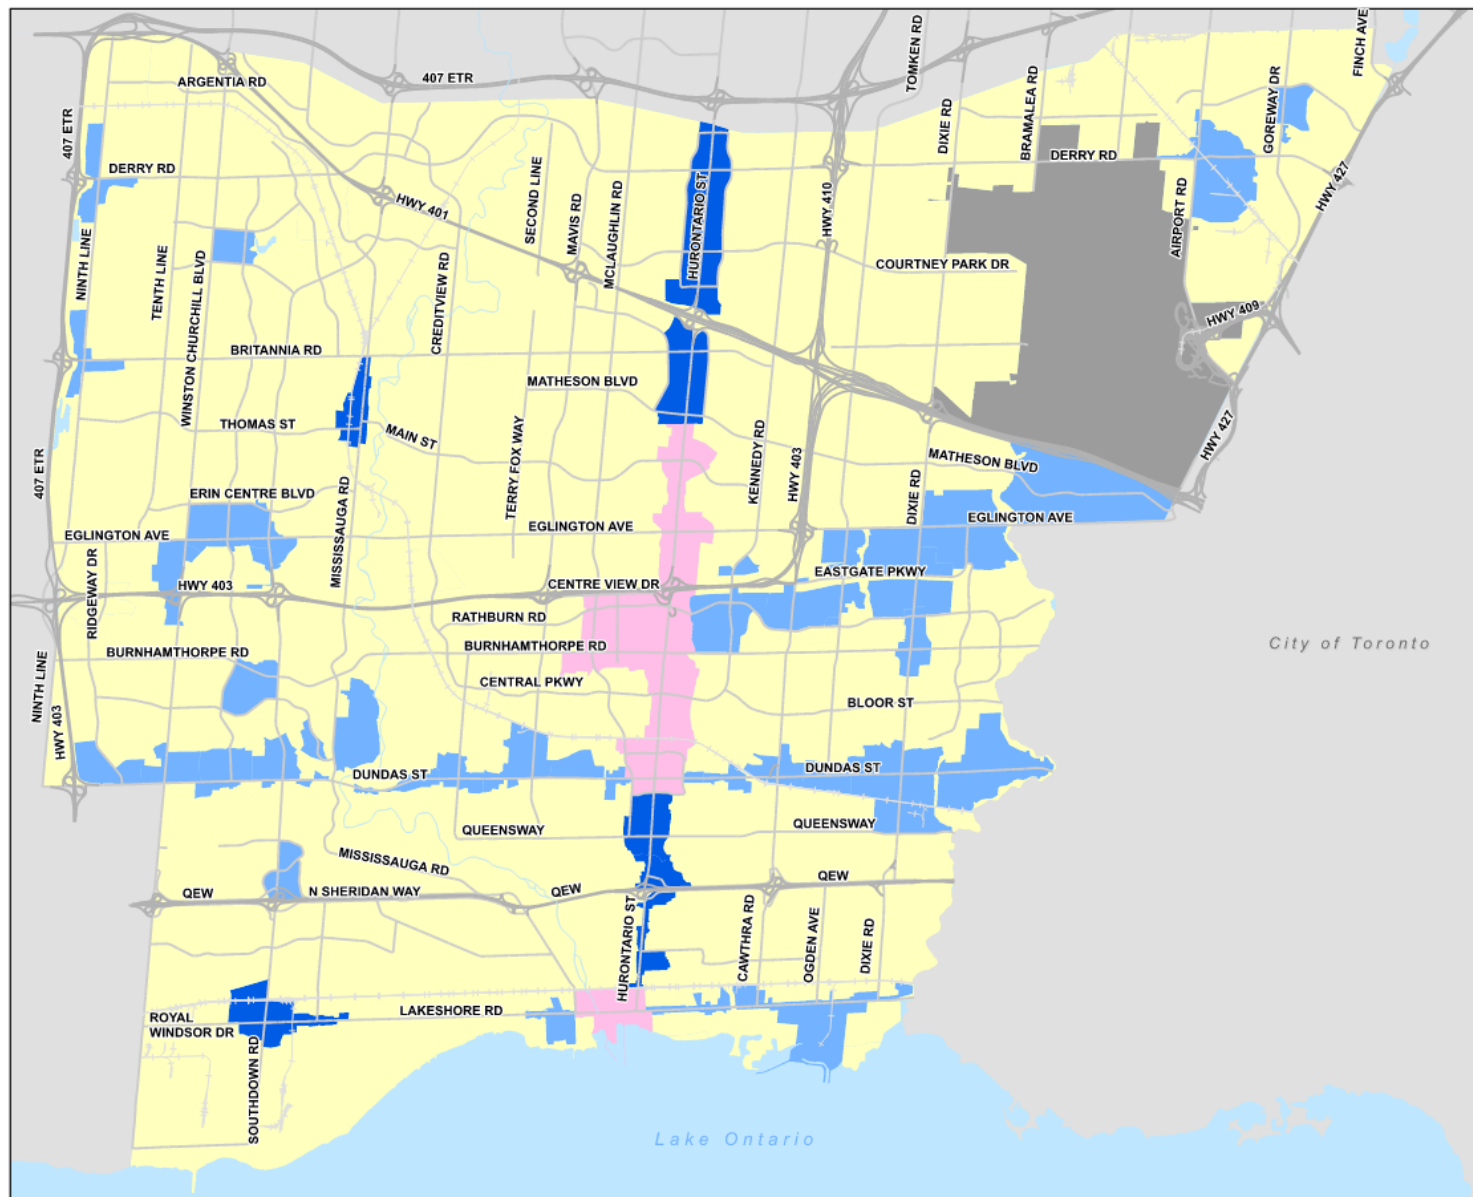 FINCH AVE
TOMKEN RD
407 ETR
ARGENTIA RD
GOREWAY DR
BRAMALEA RD
DIXIE RD
407 ETR
DERRY RD
DERRY RD
HWY 427
HWY 401
SECOND LINE
MAVIS RD
MCLAUGHLIN RD
HURONTARIO ST
HWY 410
AIRPORT RD
NINTH LINE
TENTH LINE
WINSTON CHURCHILL BLVD
CREDITVIEW RD
COURTNEY PARK DR
HWY 409
BRITANNIA RD
MATHESON BLVD
THOMAS ST
MAIN ST
HWY 427
407 ETR
TERRY FOX WAY
KENNEDY RD
HWY 403
MATHESON BLVD
DIXIE RD
ERIN CENTRE BLVD
MISSISSAUGA RD
EGLINGTON AVE
EGLINGTON AVE
EGLINGTON AVE
RIDGEWAY DR
HWY 403
CENTRE VIEW DR
EASTGATE PKWY
RATHBURN RD
BURNHAMTHORPE RD
BURNHAMTHORPE RD
City of Toronto
NINTH LINE
CENTRAL PKWY
BLOOR ST
HWY 403
DUNDAS ST
DUNDAS ST
QUEENSWAY
QUEENSWAY
MISSISSAUGA RD
QEW
N SHERIDAN WAY
QEW
QEW
HURONTARIO ST
CAWTHRA RD
OGDEN AVE
DIXIE RD
LAKESHORE RD
ROYAL
WINDSOR DR
SOUTHDOWN RD
Lake Ontario